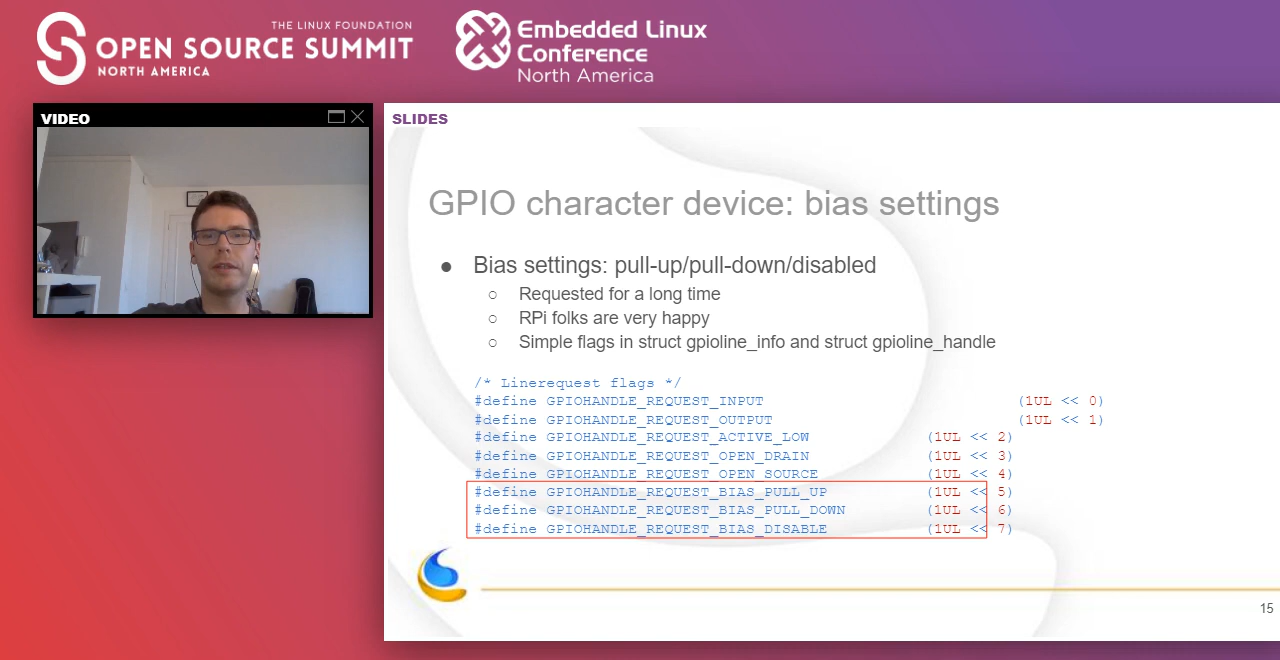 THE LINUX FOUNDATION
OPEN SOURCE SUMMIT
NORTH AMERICA
Embedded Linux
Conference
North America
VIDEO
SLIDES
GPIO character device: bias settings
● Bias settings: pull-up/pull-down/disabled
○ Requested for a long time
○ RPi folks are very happy
○ Simple flags in struct gpioline_info and struct gpioline_handle
/* Linerequest flags */
#define GPIOHANDLE_REQUEST_INPUT (1UL << 0)
#define GPIOHANDLE_REQUEST_OUTPUT (1UL << 1)
#define GPIOHANDLE_REQUEST_ACTIVE_LOW (1UL << 2)
#define GPIOHANDLE_REQUEST_OPEN_DRAIN (1UL << 3)
#define GPIOHANDLE_REQUEST_OPEN_SOURCE (1UL << 4)
#define GPIOHANDLE_REQUEST_BIAS_PULL_UP (1UL << 5)
#define GPIOHANDLE_REQUEST_BIAS_PULL_DOWN (1UL << 6)
#define GPIOHANDLE_REQUEST_BIAS_DISABLE (1UL << 7)
15